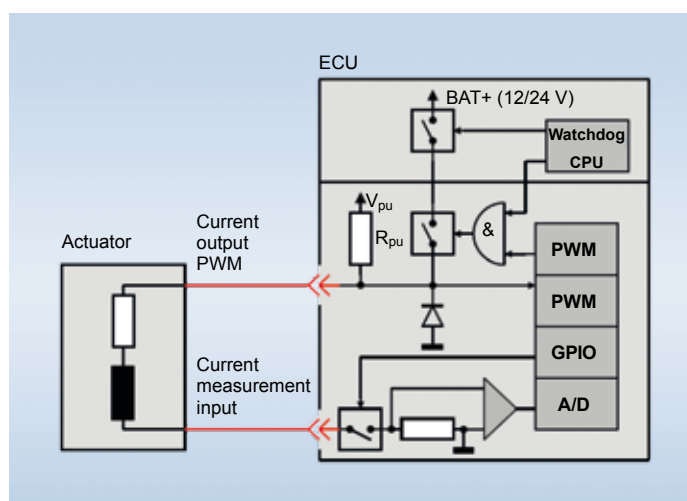 ECU
BAT+ (12/24 V)
Watchdog
CPU
Vpu
Rpu
&
Actuator
Current
output
PWM
PWM
PWM
GPIO
A/D
Current
measurement
input